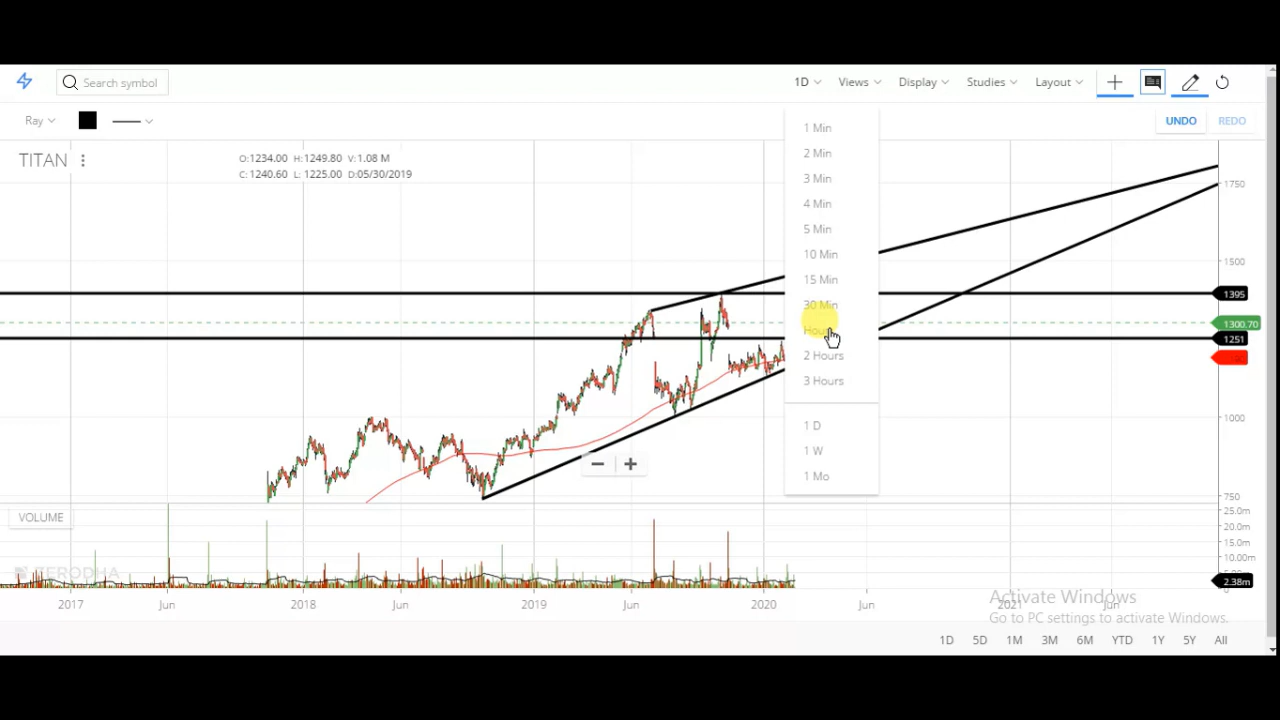 Search symbol
1D Views Display Studies Layout
Ray
UNDO REDO
TITAN
O:1234.00 H:1249.80 V:1.08 M
C:1240.60 L: 1225.00 D:05/30/2019
1 Min
2 Min
3 Min
4 Min
5 Min
10 Min
15 Min
30 Min
2 Hours
3 Hours
1 D
1 W
1 Mo
1750
1500
1395
1300.70
1251
1000
750
VOLUME
25.0m
20.0m
15.0m
10.00m
2.38m
0
ZERODHA
2017 Jun 2018 Jun 2019 Jun 2020 Jun 2021 Jun
Activate Windows
Go to PC settings to activate Windows.
1D 5D 1M 3M 6M YTD 1Y 5Y All